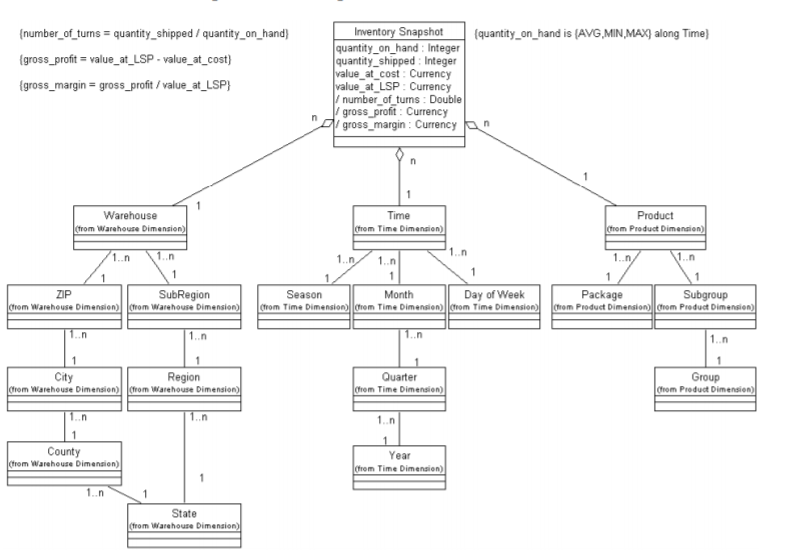 {number_of_turns = quantity_shipped / quantity_on_hand}
{gross_profit = value_at_LSP - value_at_cost}
{gross_margin = gross_profit / value_at_LSP}
Inventory Snapshot
quantity_on_hand : Integer
quantity_shipped : Integer
value_at_cost : Currency
value_at_LSP : Currency
/ number_of_turns : Double
/ gross_profit : Currency
/ gross_margin : Currency
{quantity_on_hand is {AVG,MIN,MAX} along Time}
n
n
n
1
1
1
Warehouse
(from Warehouse Dimension)
Time
(from Time Dimension)
Product
(from Product Dimension)
1..n
1..n
1..n
1..n
1..n
1..n
1..n
1
1
1
1
1
1
1
ZIP
(from Warehouse Dimension)
SubRegion
(from Warehouse Dimension)
Season
(from Time Dimension)
Month
(from Time Dimension)
Day of Week
(from Time Dimension)
Package
(from Product Dimension)
Subgroup
(from Product Dimension)
1..n
1..n
1..n
1..n
1
1
1
1
City
(from Warehouse Dimension)
Region
(from Warehouse Dimension)
Quarter
(from Time Dimension)
Group
(from Product Dimension)
1..n
1..n
1..n
1
1
County
(from Warehouse Dimension)
Year
(from Time Dimension)
1
1..n
1
State
(from Warehouse Dimension)